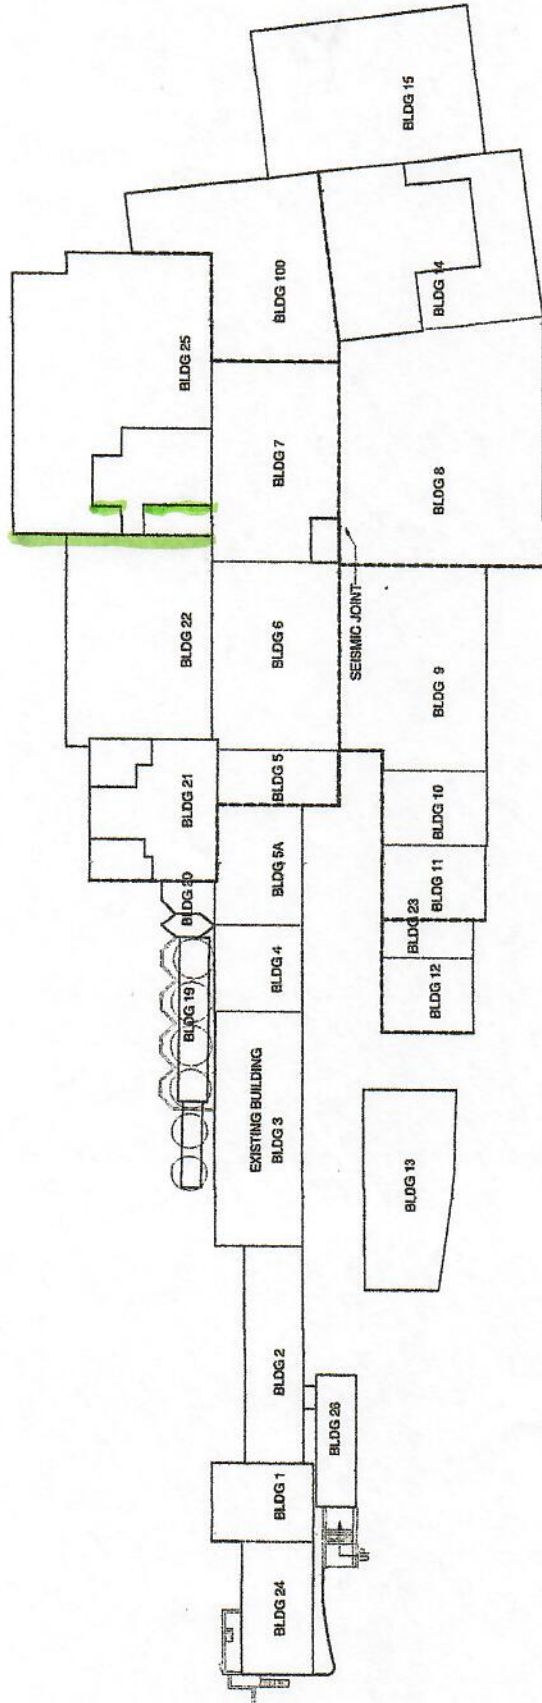 BLDG 24
BLDG 1
BLDG 2
BLDG 26
UP
EXISTING BUILDING
BLDG 3
BLDG 13
BLDG 4
BLDG 19
BLDG 20
BLDG 5A
BLDG 12
BLDG 23
BLDG 11
BLDG 10
BLDG 21
BLDG 5
BLDG 22
BLDG 6
BLDG 9
SEISMIC JOINT
BLDG 25
BLDG 7
BLDG 8
BLDG 100
BLDG 14
BLDG 15